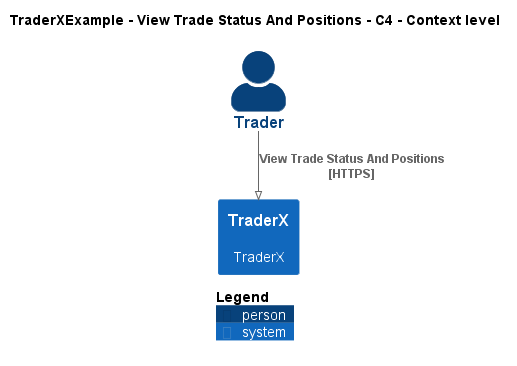 TraderXExample - View Trade Status And Positions - C4 - Context level
Trader
View Trade Status And Positions
[HTTPS]
TraderX
TraderX
Legend
person
system